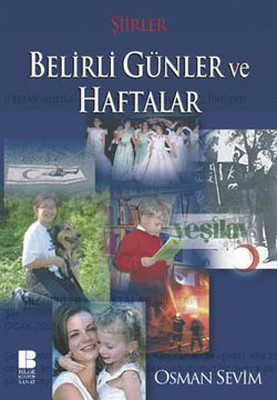 ŞİİRLER
BELİRLİ GÜNLER ve
HAFTALAR
yeşilay
B
BİLGE
KÜLTÜR
SANAT
OSMAN SEVİM